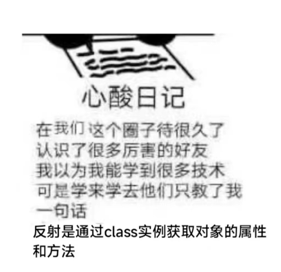 心酸日记
在我们这个圈子待很久了
认识了很多厉害的好友
我以为我能学到很多技术
可是学来学去他们只教了我
一句话
反射是通过class实例获取对象的属性
和方法